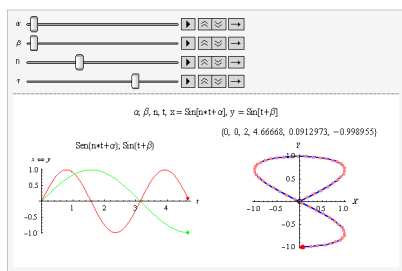 α
β
n
τ
α, β, n, t, x = Sin[n*t+α], y = Sin[t+β]
{0, 0, 2, 4.66668, 0.0912973, -0.998955}
Sen(n*t+α); Sin(t+β)
x ⇔ y
1.0
0.5
-0.5
-1.0
1
2
3
4
t
Y
1.0
0.5
-0.5
-1.0
-1.0
-0.5
0.5
1.0
X